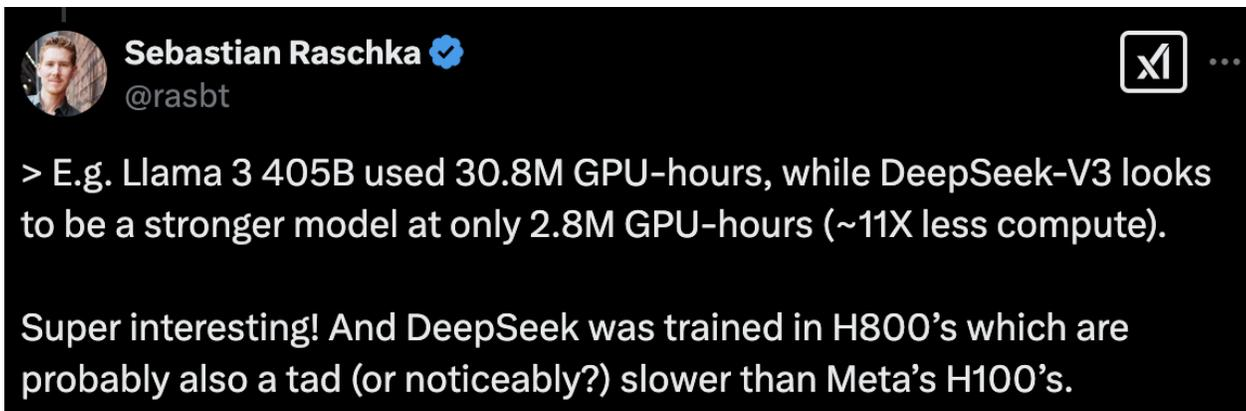 Sebastian Raschka
@rasbt
> E.g. Llama 3 405B used 30.8M GPU-hours, while DeepSeek-V3 looks
to be a stronger model at only 2.8M GPU-hours (~11X less compute).
Super interesting! And DeepSeek was trained in H800’s which are
probably also a tad (or noticeably?) slower than Meta’s H100’s.